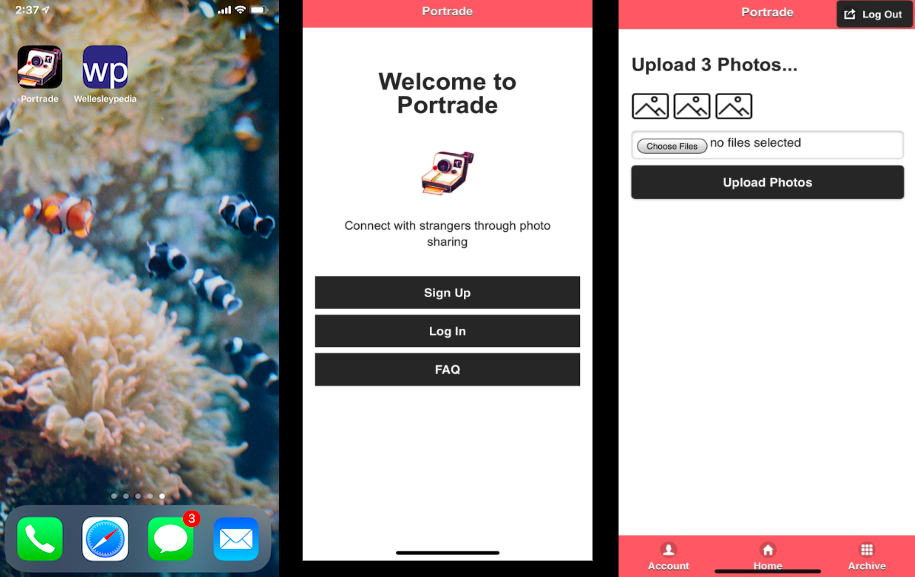 2:37
wp
Portrade
Wellesleypedia
3
Portrade
Welcome to
Portrade
Connect with strangers through photo
sharing
Sign Up
Log In
FAQ
Portrade
Log Out
Upload 3 Photos...
Choose Files no files selected
Upload Photos
Account
Home
Archive